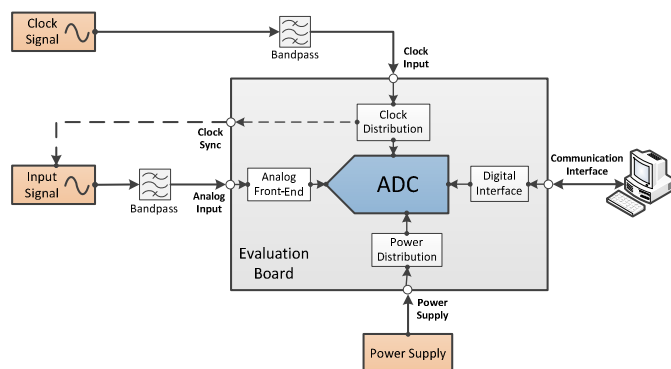 Clock
Signal
Bandpass
Clock
Input
Clock
Distribution
Clock
Sync
Input
Signal
Bandpass
Analog
Input
Analog
Front-End
ADC
Digital
Interface
Communication
Interface
Power
Distribution
Evaluation
Board
Power
Supply
Power Supply